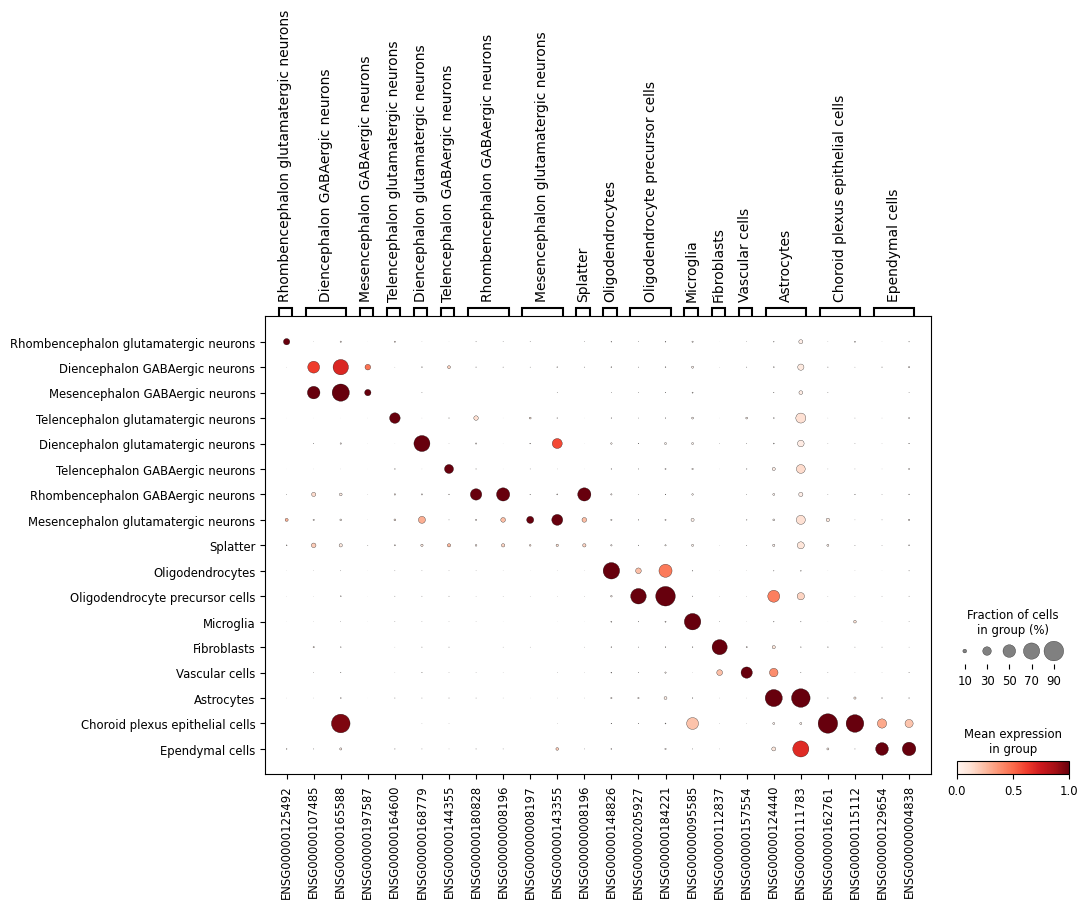 Rhombencephalon glutamatergic neurons
Diencephalon GABAergic neurons
Mesencephalon GABAergic neurons
Telencephalon glutamatergic neurons
Diencephalon glutamatergic neurons
Telencephalon GABAergic neurons
Rhombencephalon GABAergic neurons
Mesencephalon glutamatergic neurons
Splatter
Oligodendrocytes
Oligodendrocyte precursor cells
Microglia
Fibroblasts
Vascular cells
Astrocytes
Choroid plexus epithelial cells
Ependymal cells
Rhombencephalon glutamatergic neurons
Diencephalon GABAergic neurons
Mesencephalon GABAergic neurons
Telencephalon glutamatergic neurons
Diencephalon glutamatergic neurons
Telencephalon GABAergic neurons
Rhombencephalon GABAergic neurons
Mesencephalon glutamatergic neurons
Splatter
Oligodendrocytes
Oligodendrocyte precursor cells
Microglia
Fibroblasts
Vascular cells
Astrocytes
Choroid plexus epithelial cells
Ependymal cells
ENSG00000125492
ENSG00000107485
ENSG00000165588
ENSG00000197587
ENSG00000164600
ENSG00000168779
ENSG00000144355
ENSG00000180828
ENSG00000008196
ENSG00000008197
ENSG00000143355
ENSG00000008196
ENSG00000148826
ENSG00000205927
ENSG00000184221
ENSG00000095585
ENSG00000112837
ENSG00000157554
ENSG00000124440
ENSG00000111783
ENSG00000162761
ENSG00000115112
ENSG00000129654
ENSG00000004838
Fraction of cells
in group (%)
10 30 50 70 90
Mean expression
in group
0.0 0.5 1.0